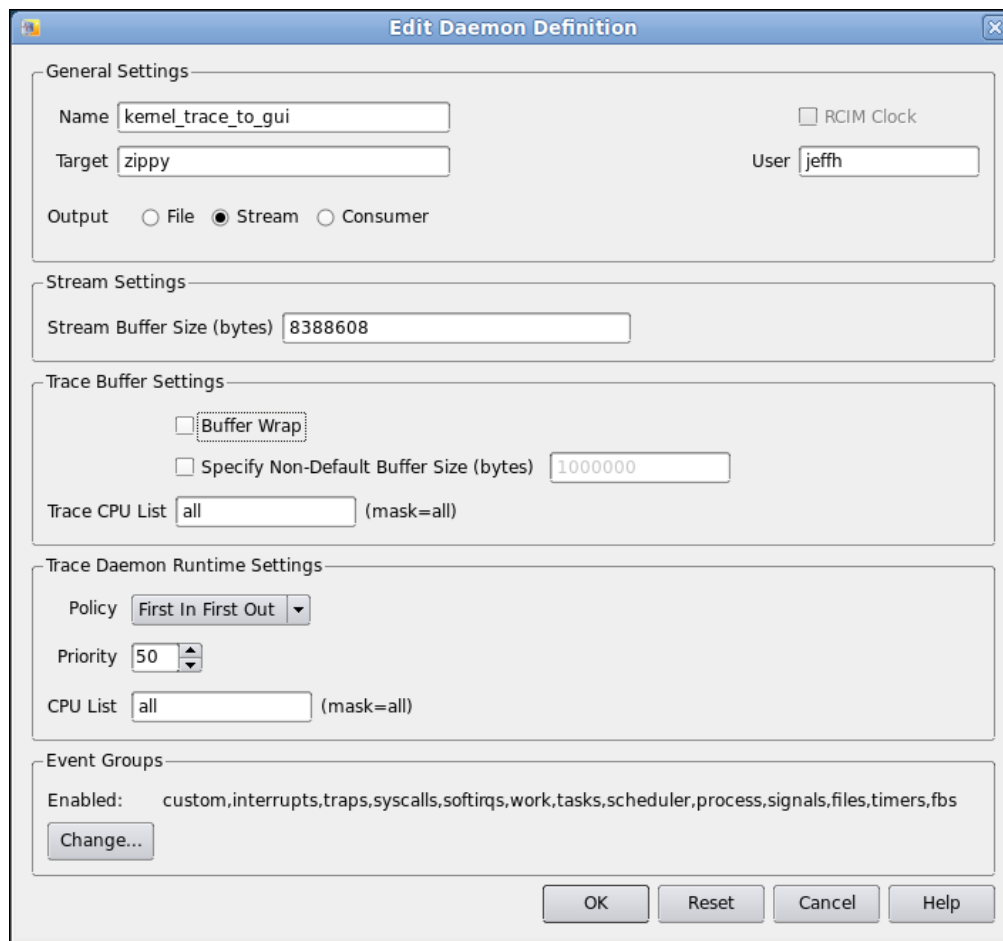 Edit Daemon Definition
General Settings
Name kernel_trace_to_gui RCIM Clock
Target zippy User jeffh
Output File Stream Consumer
Stream Settings
Stream Buffer Size (bytes) 8388608
Trace Buffer Settings
Buffer Wrap
Specify Non-Default Buffer Size (bytes) 1000000
Trace CPU List all (mask=all)
Trace Daemon Runtime Settings
Policy First In First Out
Priority 50
CPU List all (mask=all)
Event Groups
Enabled: custom,interrupts,traps,syscalls,softirqs,work,tasks,scheduler,process,signals,files,timers,fbs
Change...
OK Reset Cancel Help